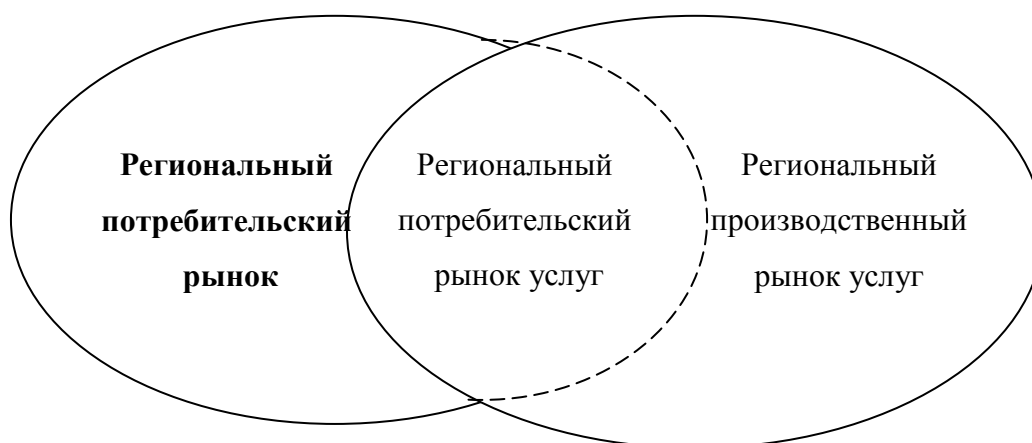 Региональный
потребительский
рынок
Региональный
потребительский
рынок услуг
Региональный
производственный
рынок услуг